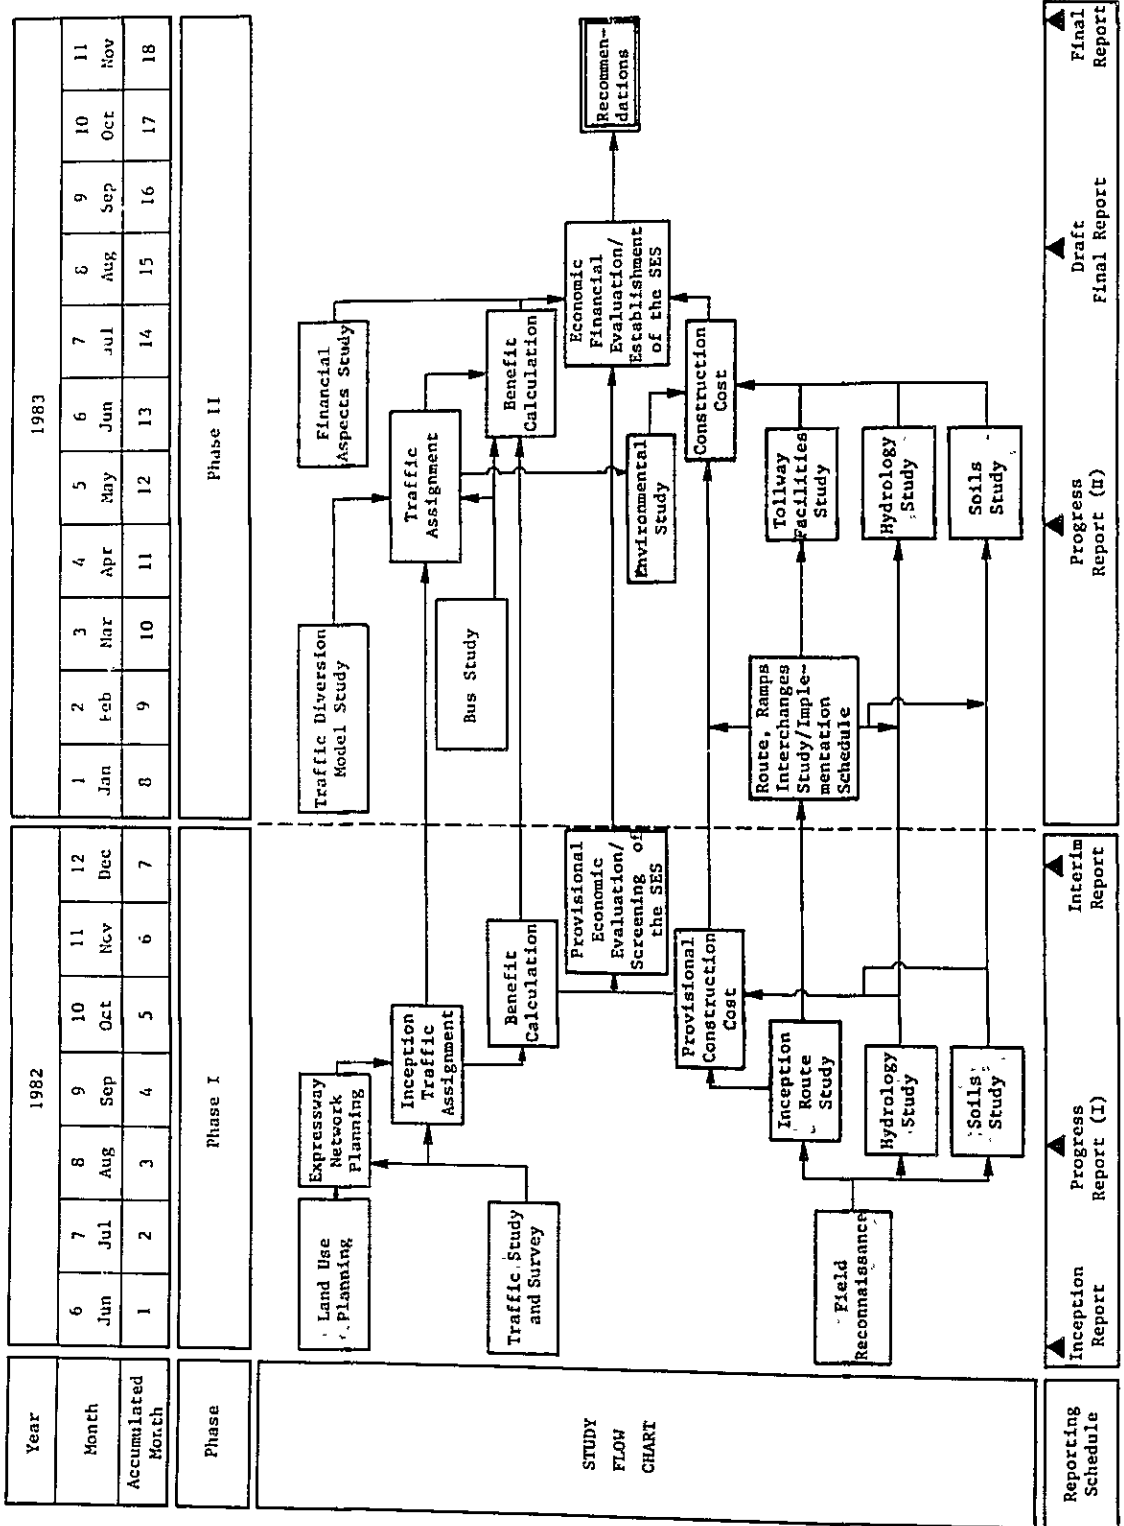 Year
1982
1983
Month
6
7
8
9
10
11
12
1
2
3
4
5
6
7
8
9
10
11
Jun
Jul
Aug
Sep
Oct
Nov
Dec
Jan
Feb
Mar
Apr
May
Jun
Jul
Aug
Sep
Oct
Nov
Accumulated
Month
1
2
3
4
5
6
7
8
9
10
11
12
13
14
15
16
17
18
Phase
Phase I
Phase II
STUDY
FLOW
CHART
Land Use
Planning
Expressway
Network
Planning
Traffic Diversion
Model Study
Financial
Aspects Study
Inception
Traffic
Assignment
Traffic
Assignment
Traffic Study
and Survey
Benefit
Calculation
Bus Study
Benefit
Calculation
Provisional
Economic
Evaluation/
Screening of
the SES
Economic
Financial
Evaluation/
Establishment
of the SES
Recommen-
dations
Environmental
Study
Provisional
Construction
Cost
Construction
Cost
Field
Reconnaissance
Inception
Route
Study
Route, Ramps
Interchanges
Study/Imple-
mentation
Schedule
Tollway
Facilities
Study
Hydrology
Study
Hydrology
Study
Soils
Study
Soils
Study
Reporting
Schedule
Inception
Report
Progress
Report (I)
Interim
Report
Progress
Report (II)
Draft
Final Report
Final
Report